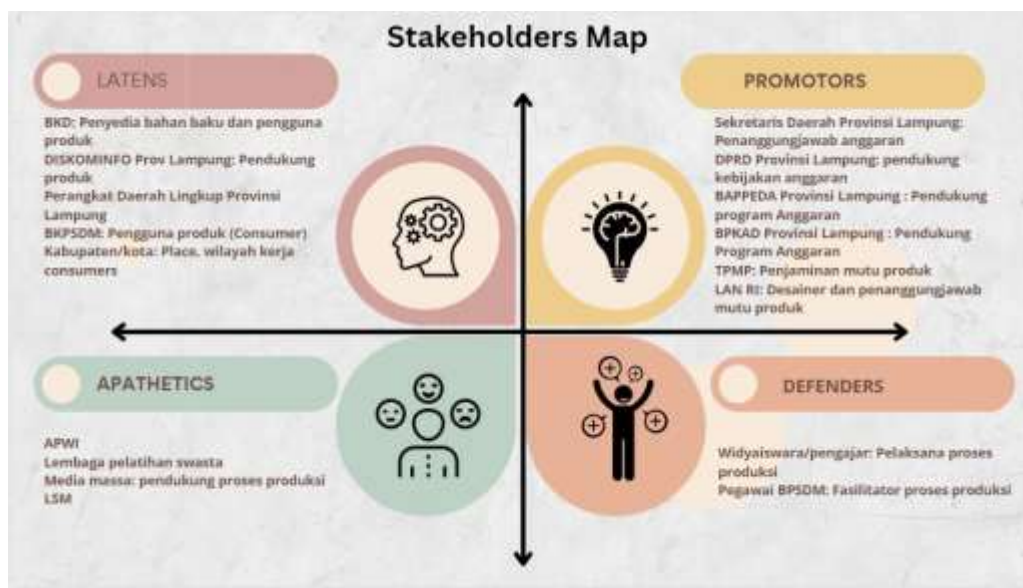 Stakeholders Map
LATENS
BKD: Penyedia bahan baku dan pengguna
produk
DISKOMINFO Prov Lampung: Pendukung
produk
Perangkat Daerah Lingkup Provinsi
Lampung
BKPSDM: Pengguna produk (Consumer)
Kabupaten/kota: Place, wilayah kerja
consumers
PROMOTORS
Sekretaris Daerah Provinsi Lampung:
Penanggungjawab anggaran
DPRD Provinsi Lampung: pendukung
kebijakan anggaran
BAPPEDA Provinsi Lampung : Pendukung
program Anggaran
BPKAD Provinsi Lampung : Pendukung
Program Anggaran
TPMP: Penjaminan mutu produk
LAN RI: Desainer dan penanggungjawab
mutu produk
APATHETICS
APWI
Lembaga pelatihan swasta
Media massa: pendukung proses produksi
LSM
DEFENDERS
Widyaiswara/pengajar: Pelaksana proses
produksi
Pegawai BPSDM: Fasilitator proses produksi